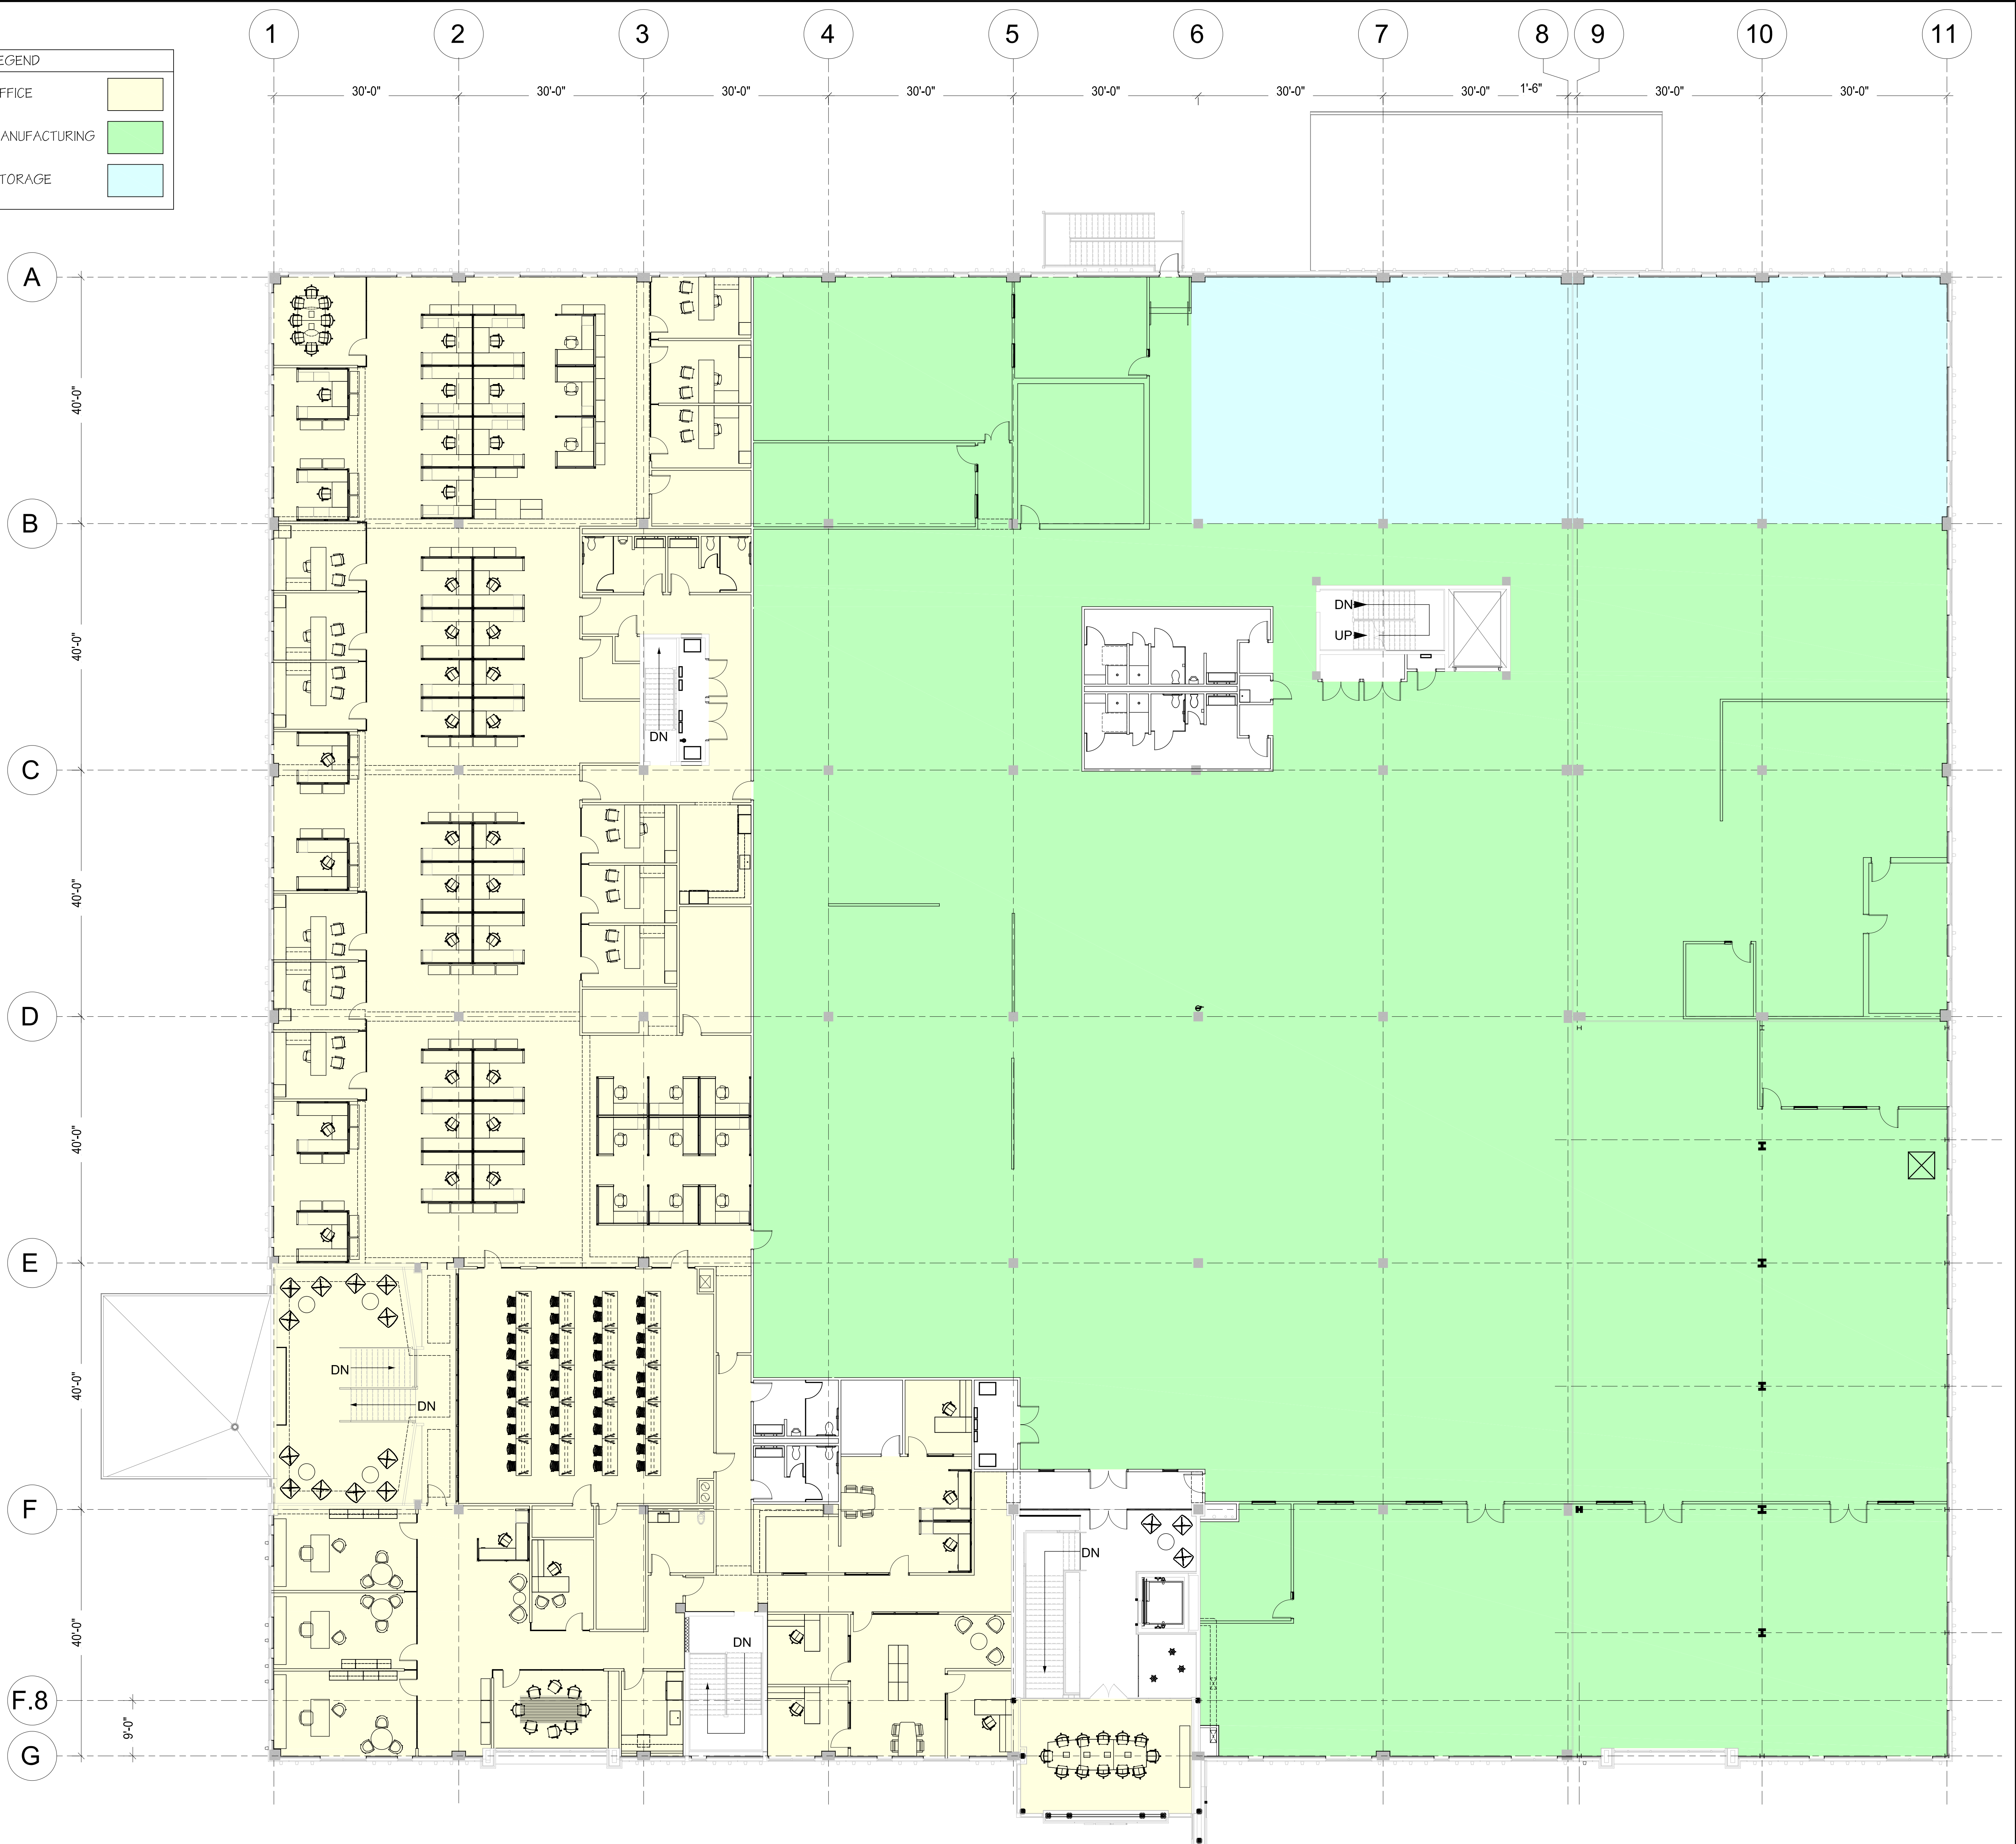 1 2 3 4 5 6 7 8 9 10 11
EGEND
FFICE
ANUFACTURING
TORAGE
30'-0" 30'-0" 30'-0" 30'-0" 30'-0" 30'-0" 30'-0" 1'-6" 30'-0" 30'-0"
A
40'-0"
B
DN
UP
40'-0"
DN
C
40'-0"
D
40'-0"
E
DN
40'-0"
DN
F
DN
40'-0"
DN
F.8
9'-0"
G